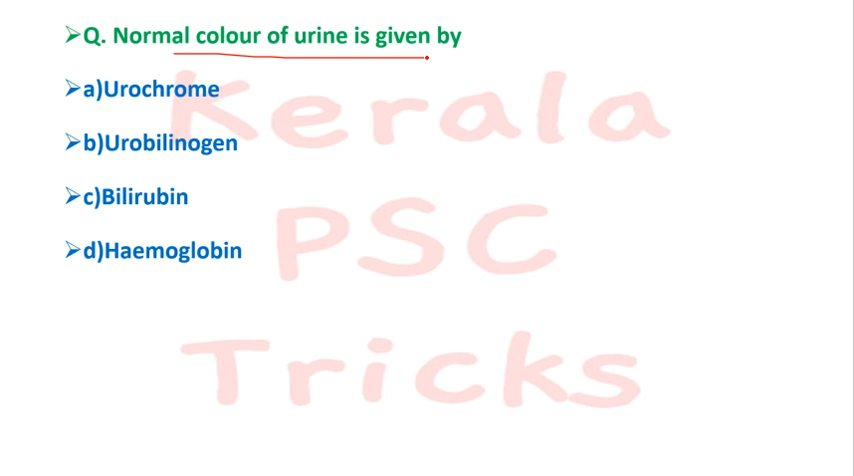 ➢Q. Normal colour of urine is given by
➢a)Urochrome
➢b)Urobilinogen
➢c)Bilirubin
➢d)Haemoglobin
Kerala
PSC
Tricks